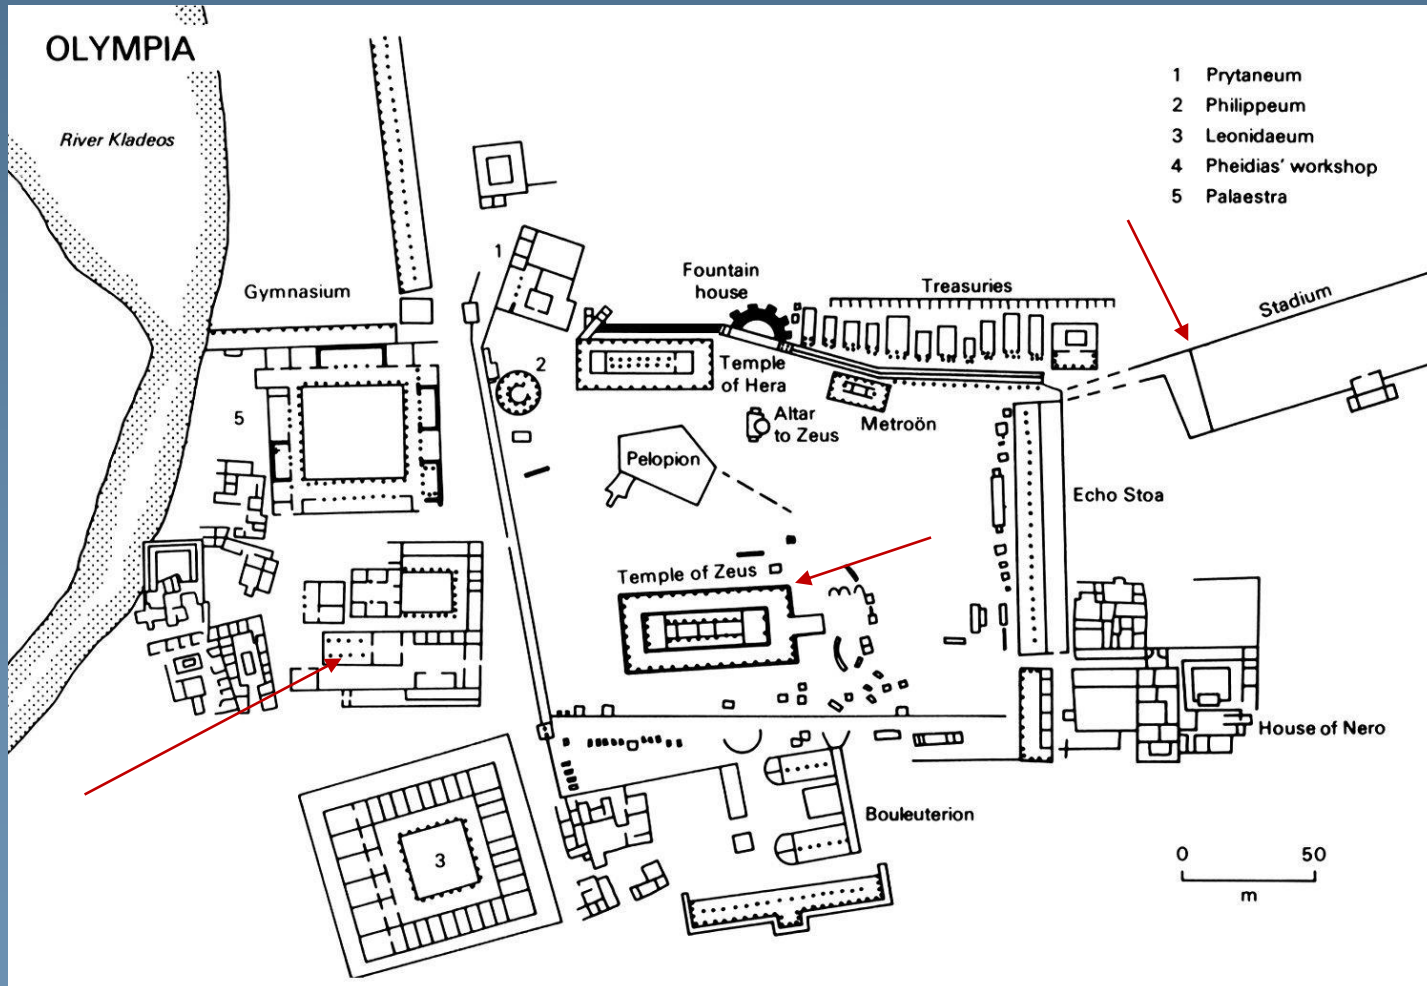 OLYMPIA
River Kladeos
1 Prytaneum
2 Philippeum
3 Leonidaeum
4 Pheidias' workshop
5 Palaestra
1
Fountain
house
Treasuries
Stadium
Gymnasium
2
Temple
of Hera
5
Altar
to Zeus
Metroön
Pelopion
Echo Stoa
Temple of Zeus
House of Nero
Bouleuterion
3
0 50
m